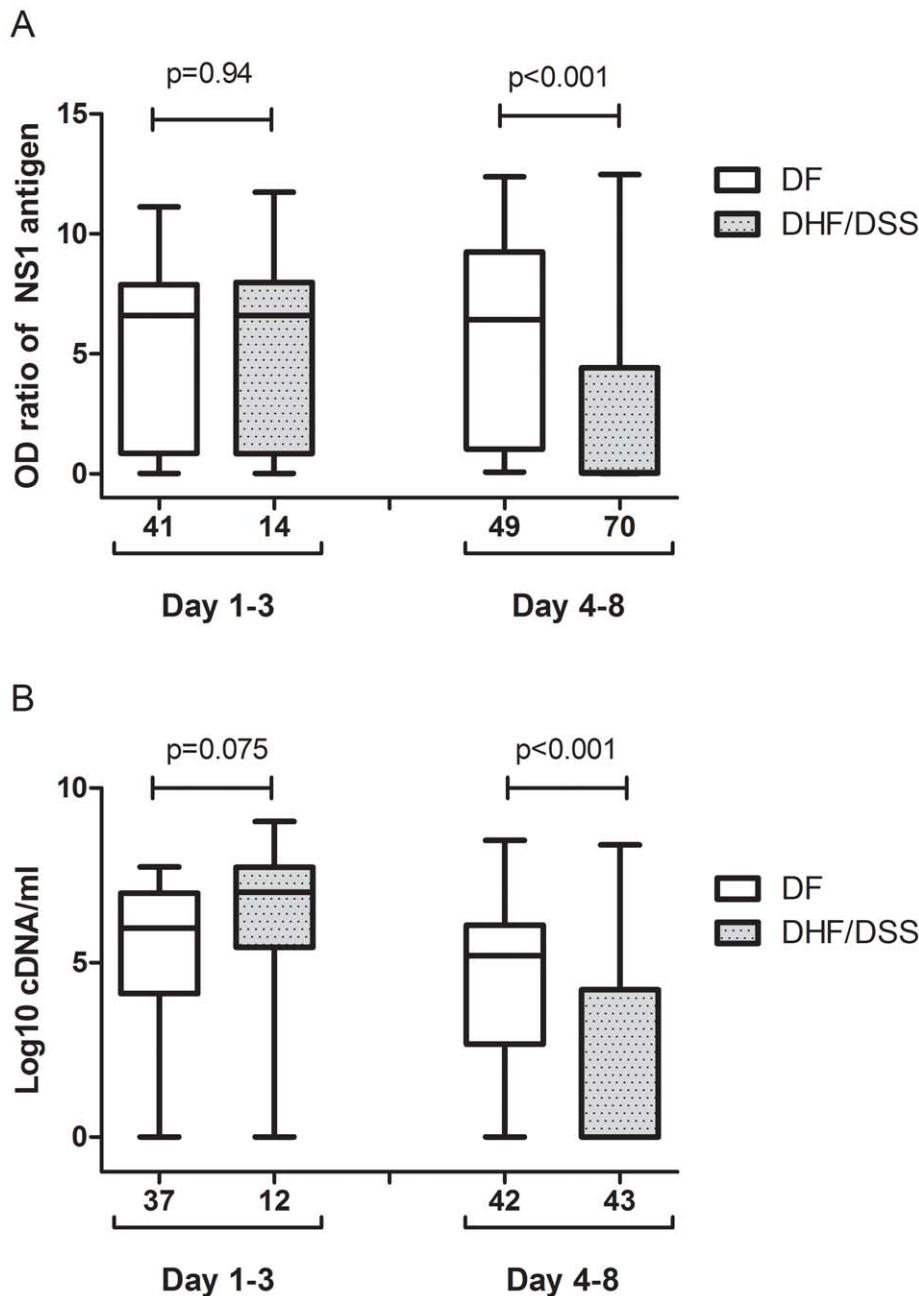 A
p=0.94
p<0.001
15
10
5
0
OD ratio of NS1 antigen
DF
DHF/DSS
41 14 49 70
Day 1-3 Day 4-8
B
p=0.075
p<0.001
10
5
0
Log10 cDNA/ml
DF
DHF/DSS
37 12 42 43
Day 1-3 Day 4-8